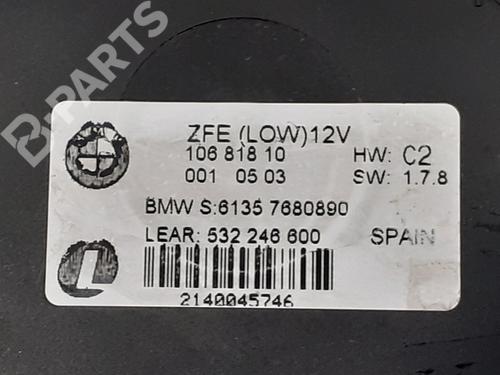 B-PARTS
ZFE (LOW)12V
106 818 10 HW: C2
001 05 03 SW: 1.7.8
BMW S:6135 7680890
LEAR: 532 246 600 SPAIN
2140045746